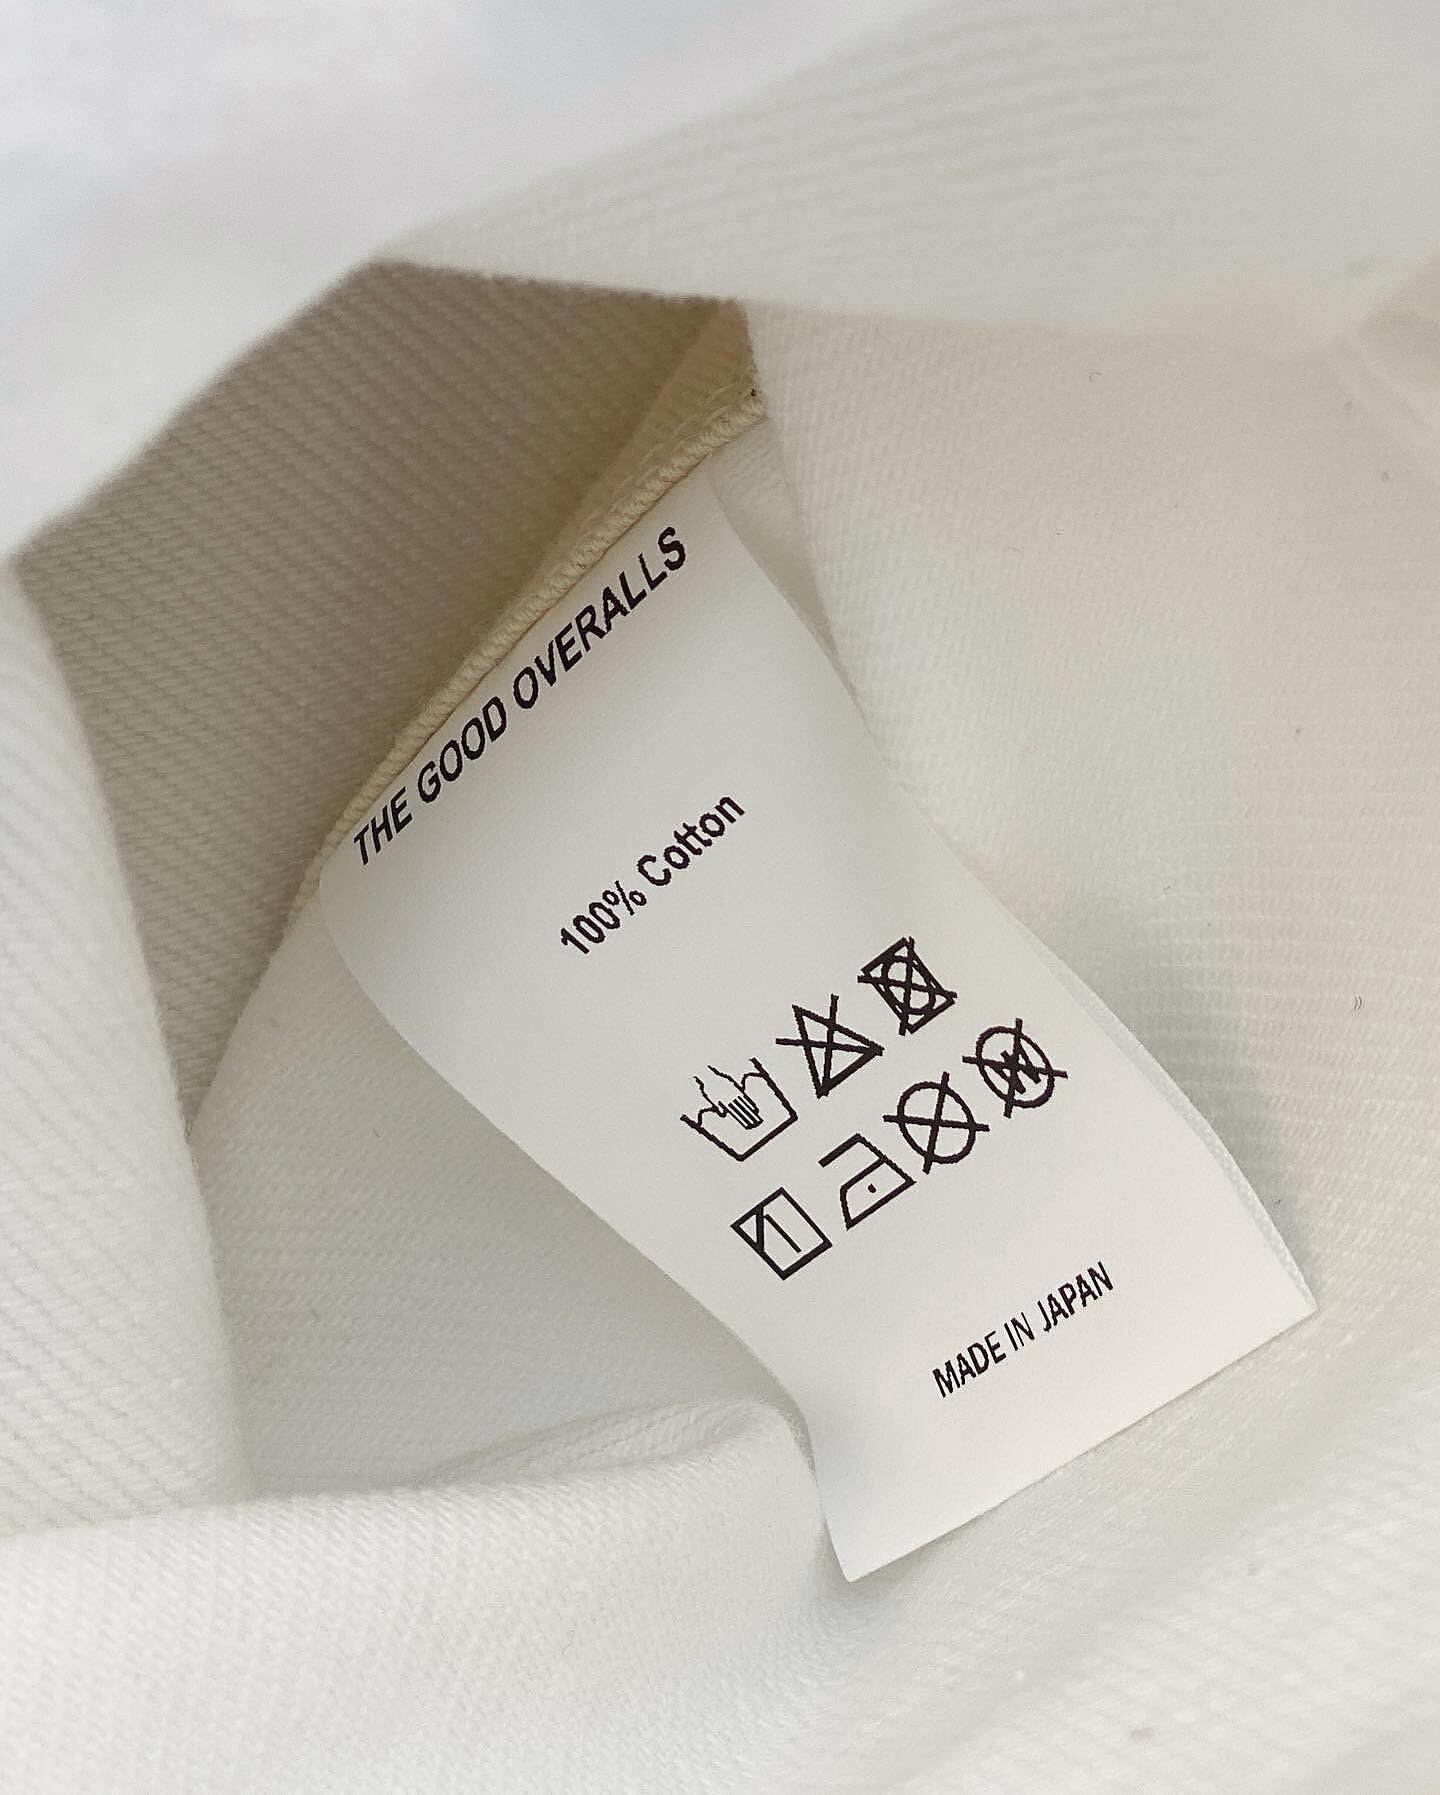 THE GOOD OVERALLS
100% Cotton
W
MADE IN JAPAN